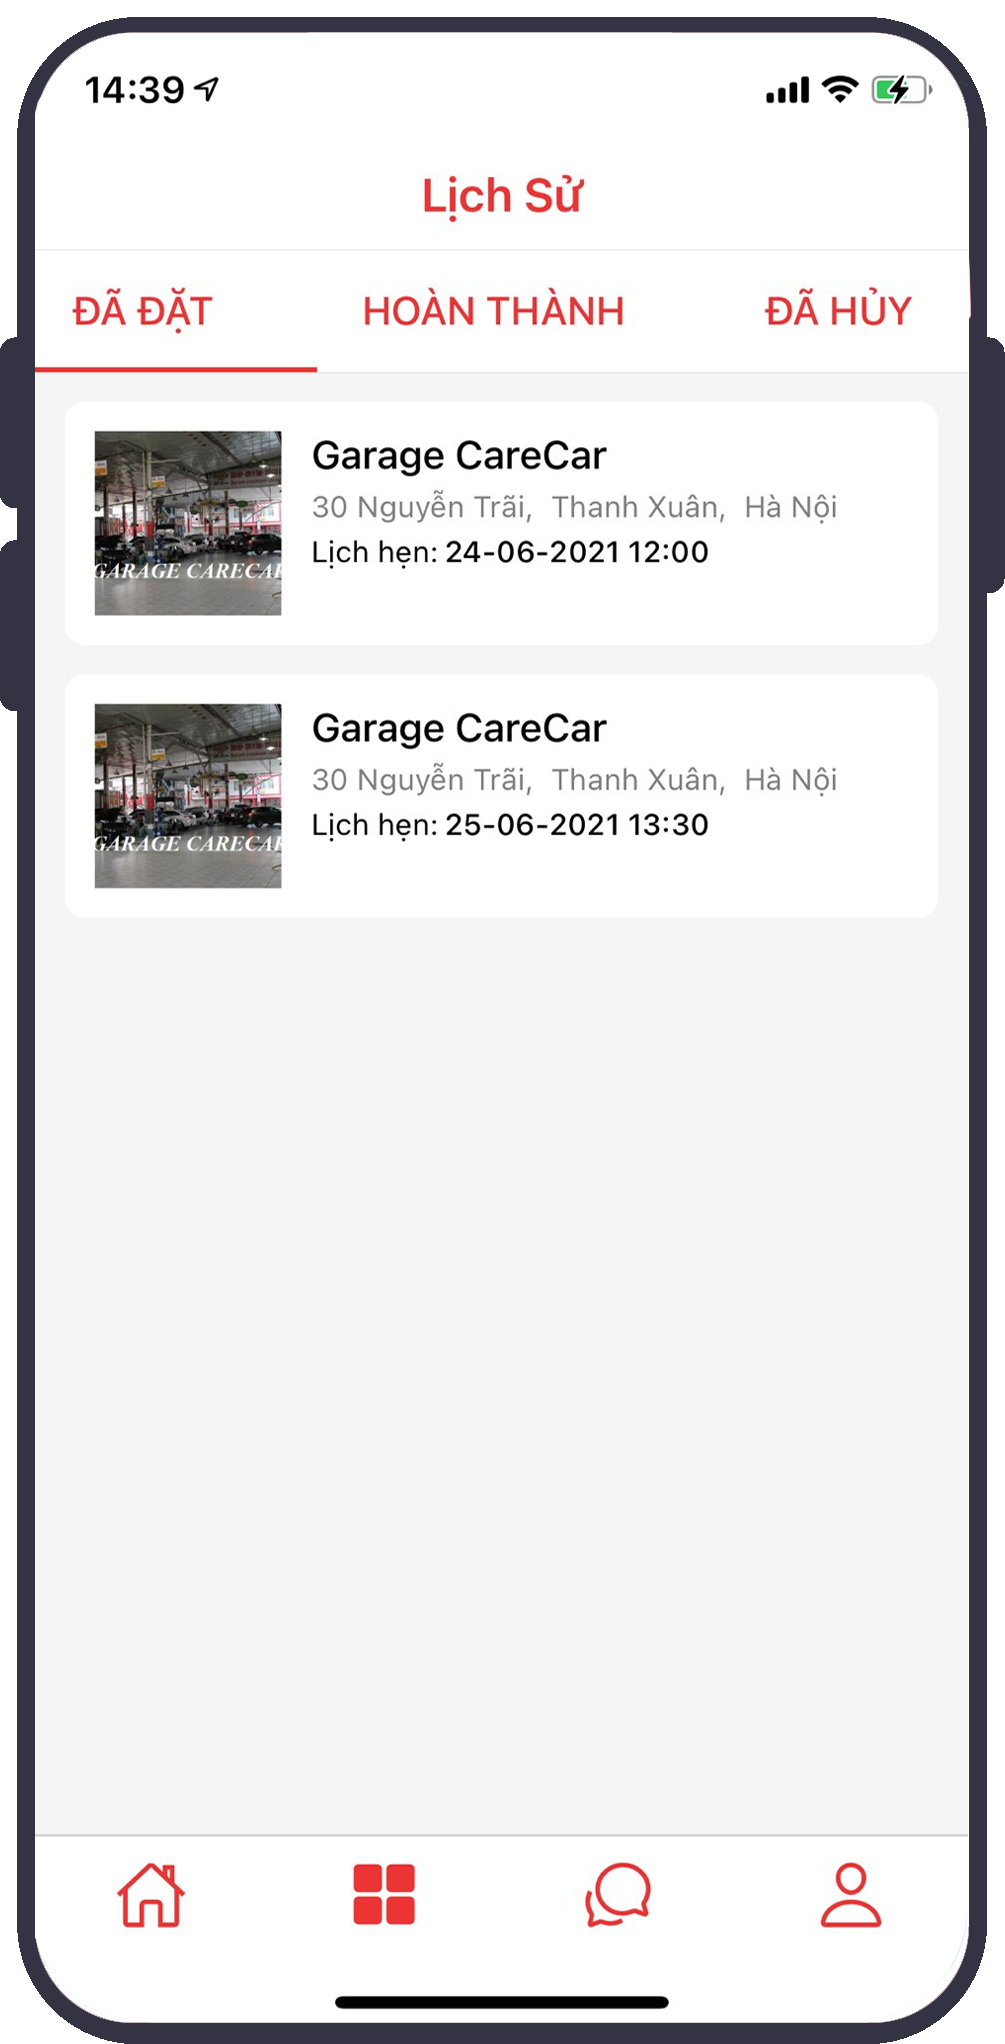 14:39
Lịch Sử
ĐÃ ĐẶT HOÀN THÀNH ĐÃ HỦY
Garage CareCar
30 Nguyễn Trãi, Thanh Xuân, Hà Nội
Lịch hẹn: 24-06-2021 12:00
GARAGE CARECAR
Garage CareCar
30 Nguyễn Trãi, Thanh Xuân, Hà Nội
Lịch hẹn: 25-06-2021 13:30
GARAGE CARECAR